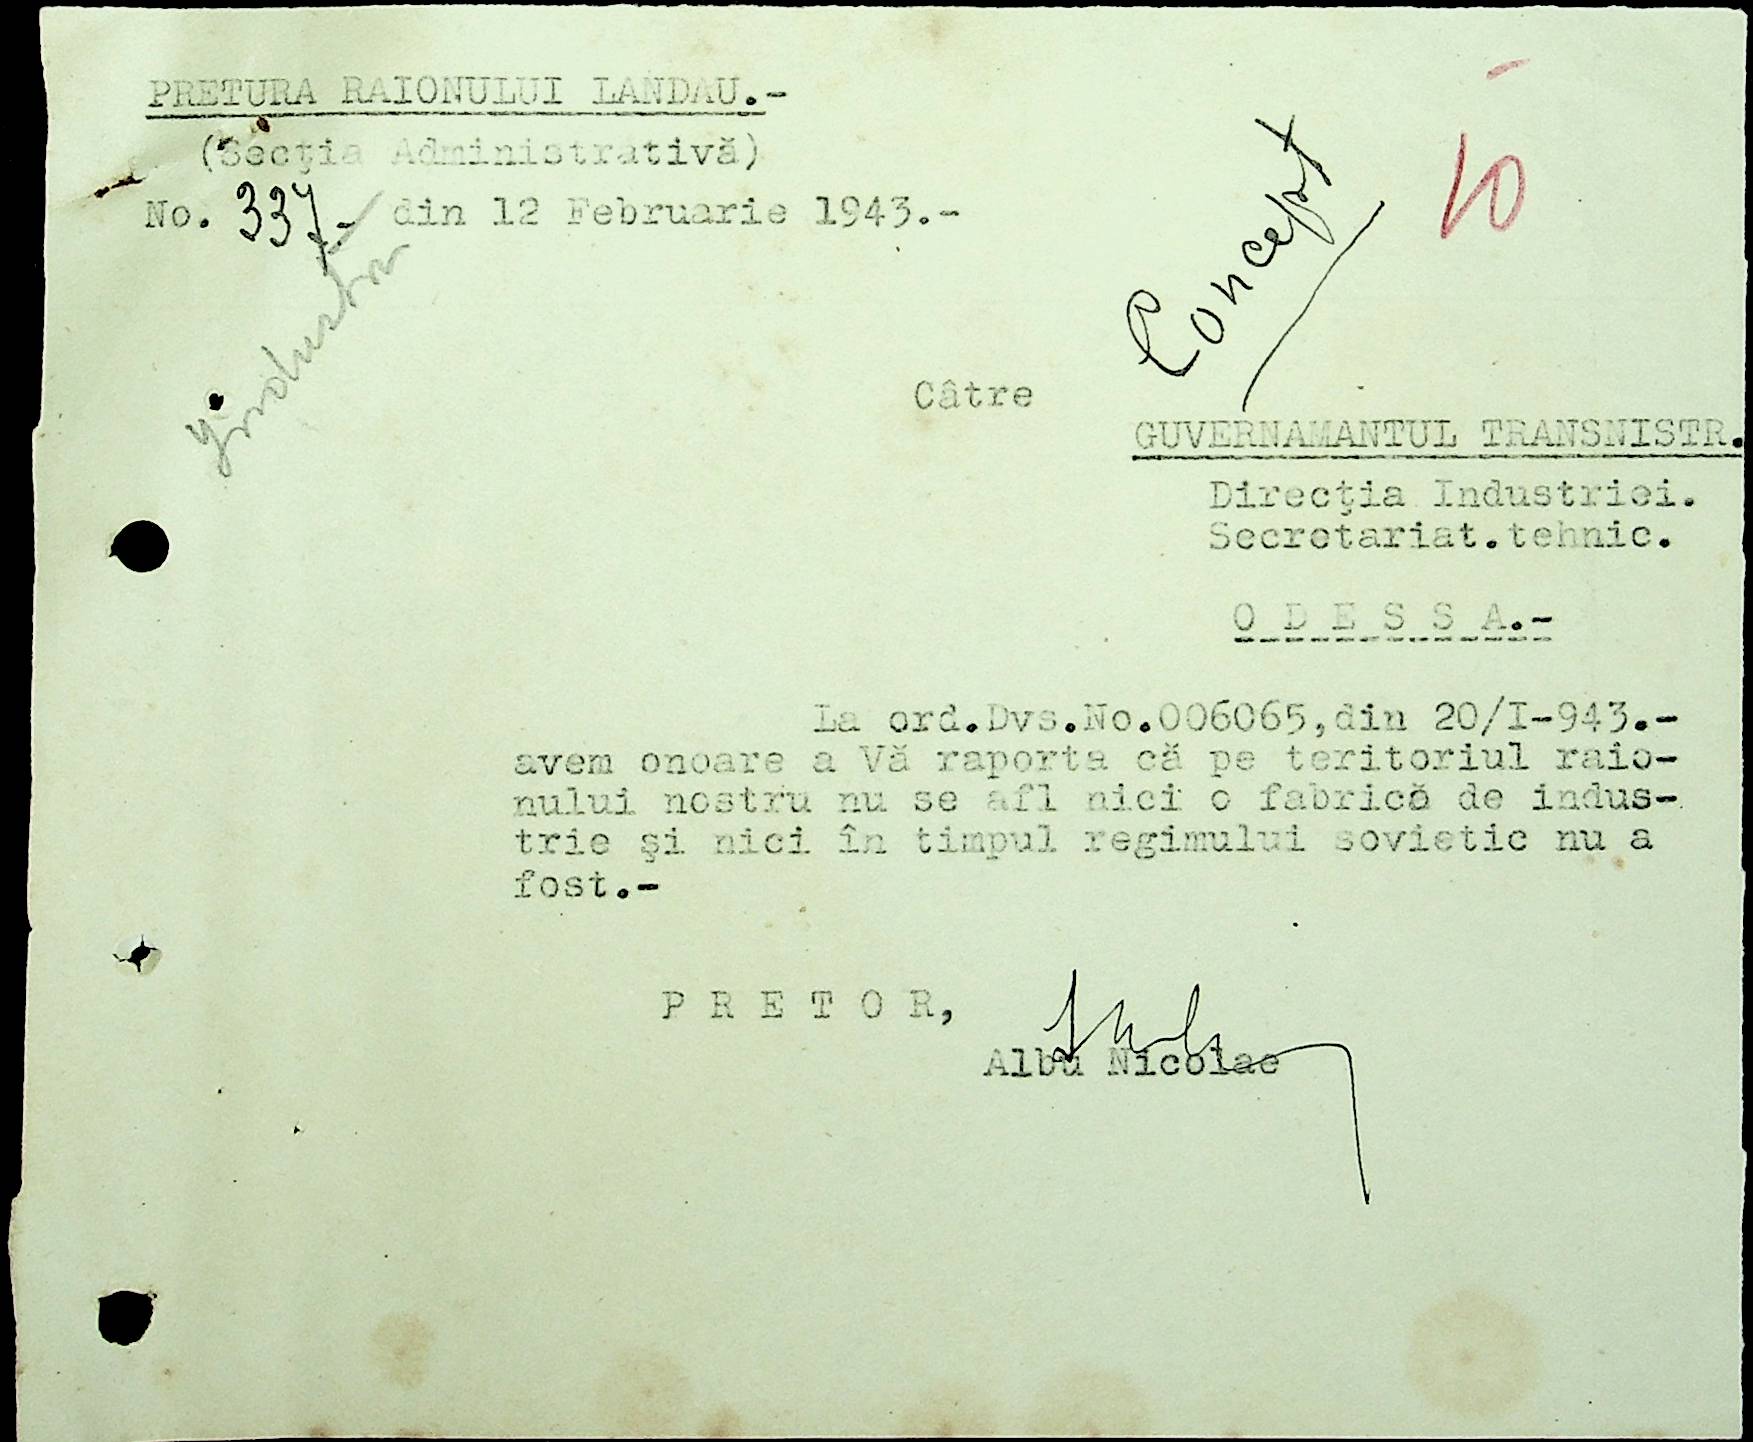 PRETURA RAIONULUI LANDAU.-
(Secţia Administrativă)
No. 337.- din 12 Februarie 1943.-
Concept
10
Câtre
GUVERNAMANTUL TRANSNISTR.
Direcţia Industriei.
Secretariat.tehnic.
O D E S S A.-
La ord.Dvs.No.006065,din 20/I-943.-
avem onoare a Vă raporta că pe teritoriul raio-
nului nostru nu se afl nici o fabrică de indus-
trie şi nici în timpul regimului sovietic nu a
fost.-
P R E T O R,
Albu Nicolae